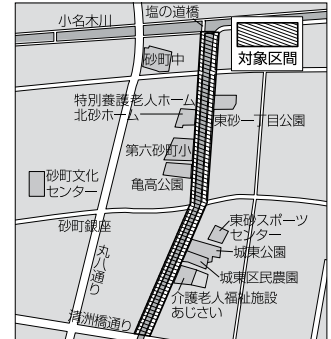 塩の道橋
小名木川
対象区間
砂町中
特別養護老人ホーム
北砂ホーム
東砂一丁目公園
第六砂町小
砂町文化
センター
亀高公園
砂町銀座
東砂スポーツ
センター
丸八通り
城東公園
城東区民農園
清洲橋通り
介護老人福祉施設
あじさい